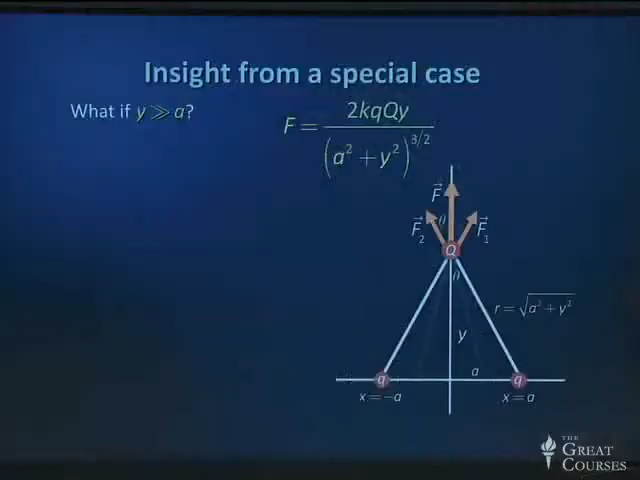 Insight from a special case
What if y ≫ a?
F = 2kqQy / (a² + y²)^3/2
F⃗
θ
F⃗₂
F⃗₁
Q
θ
r = √a² + y²
y
a
q
q
x = −a
x = a
THE
GREAT
COURSES